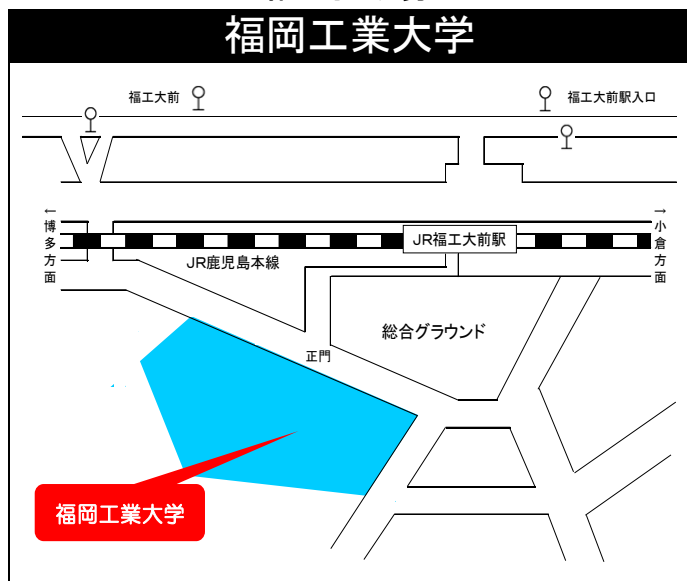 福岡工業大学
福工大前
福工大前駅入口
←博多方面
→小倉方面
JR福工大前駅
JR鹿児島本線
総合グラウンド
正門
福岡工業大学